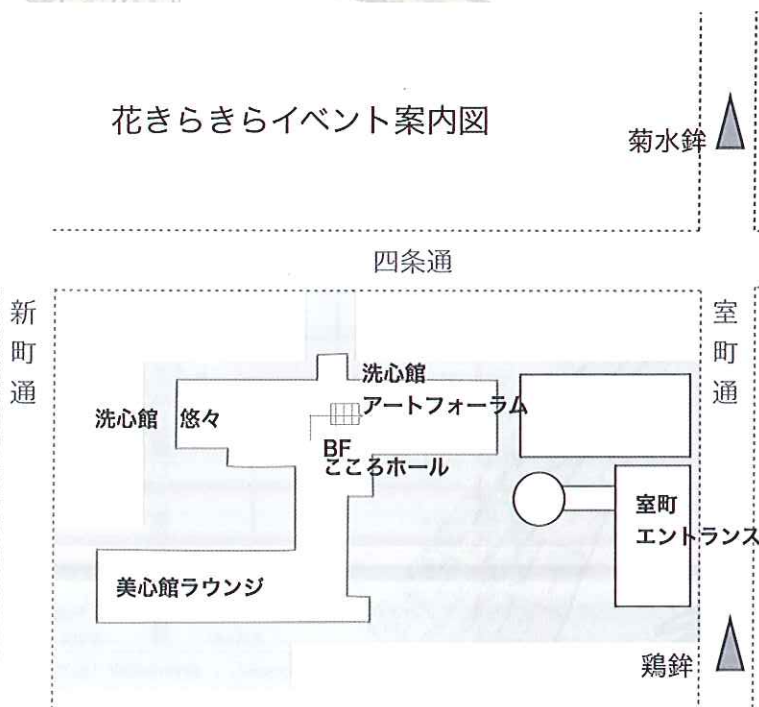 花きらきらイベント案内図
菊水鉾
四条通
新町通
室町通
洗心館
アートフォーラム
洗心館 悠々
BF
こころホール
室町
エントランス
美心館ラウンジ
鶏鉾